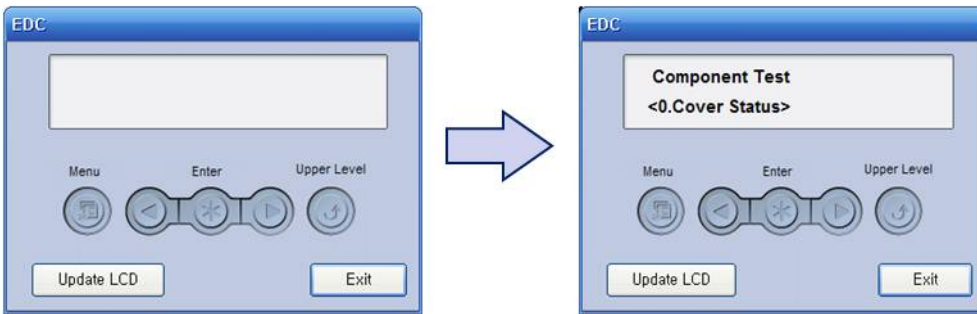 EDC
Menu Enter Upper Level
Update LCD Exit
EDC
Component Test
<0.Cover Status>
Menu Enter Upper Level
Update LCD Exit